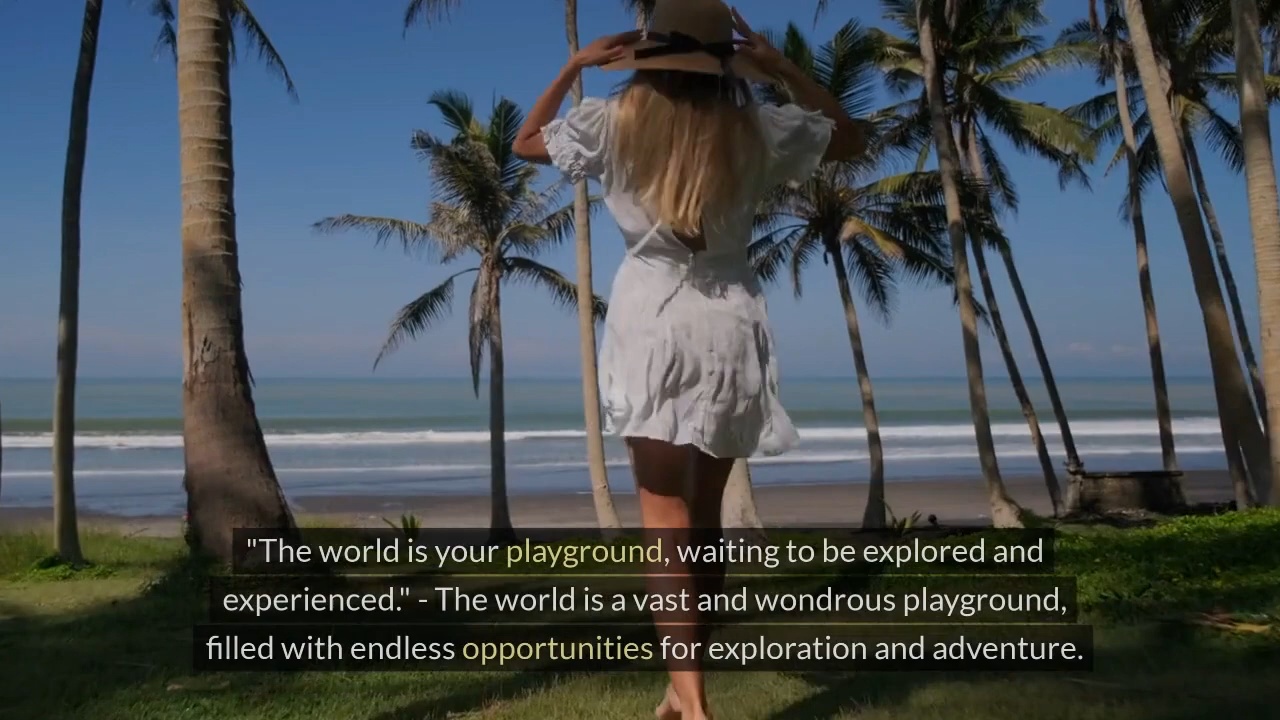 "The world is your playground, waiting to be explored and
experienced." - The world is a vast and wondrous playground,
filled with endless opportunities for exploration and adventure.